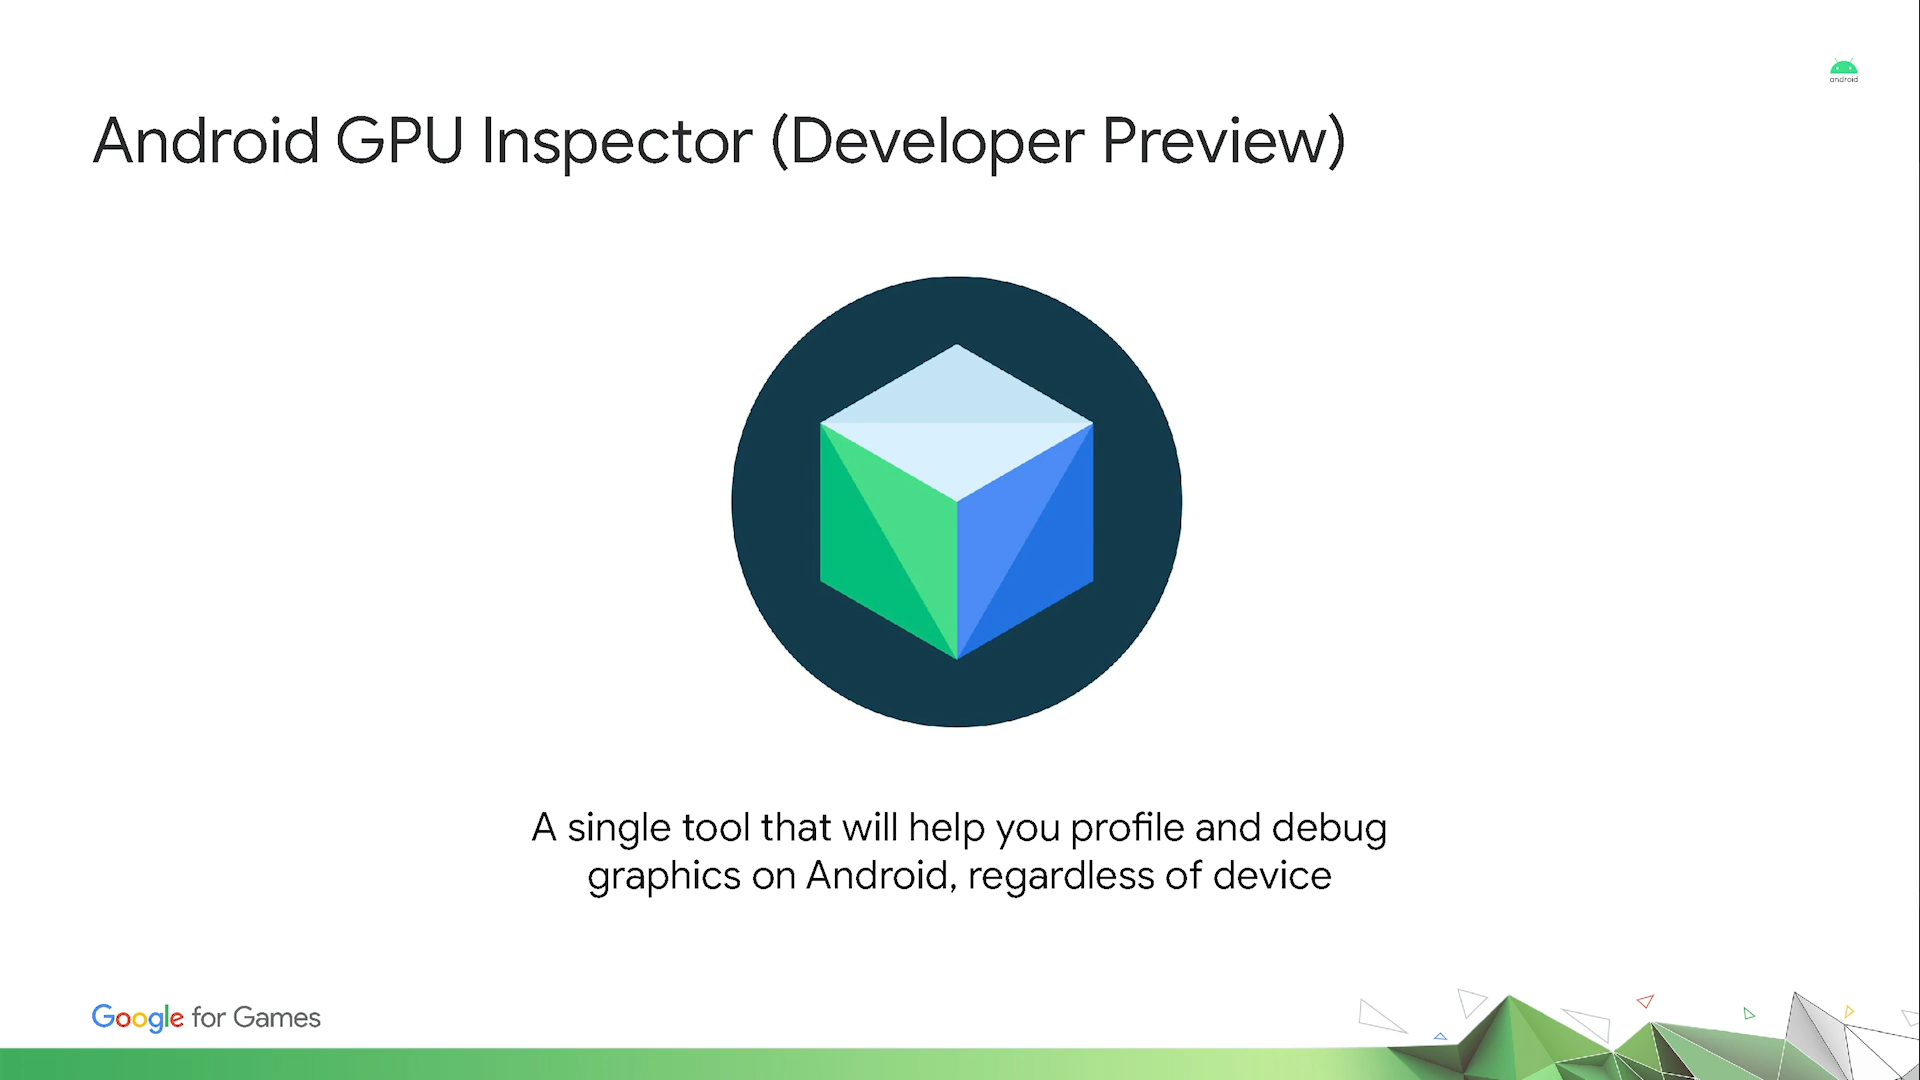 android
Android GPU Inspector (Developer Preview)
A single tool that will help you profile and debug
graphics on Android, regardless of device
Google for Games